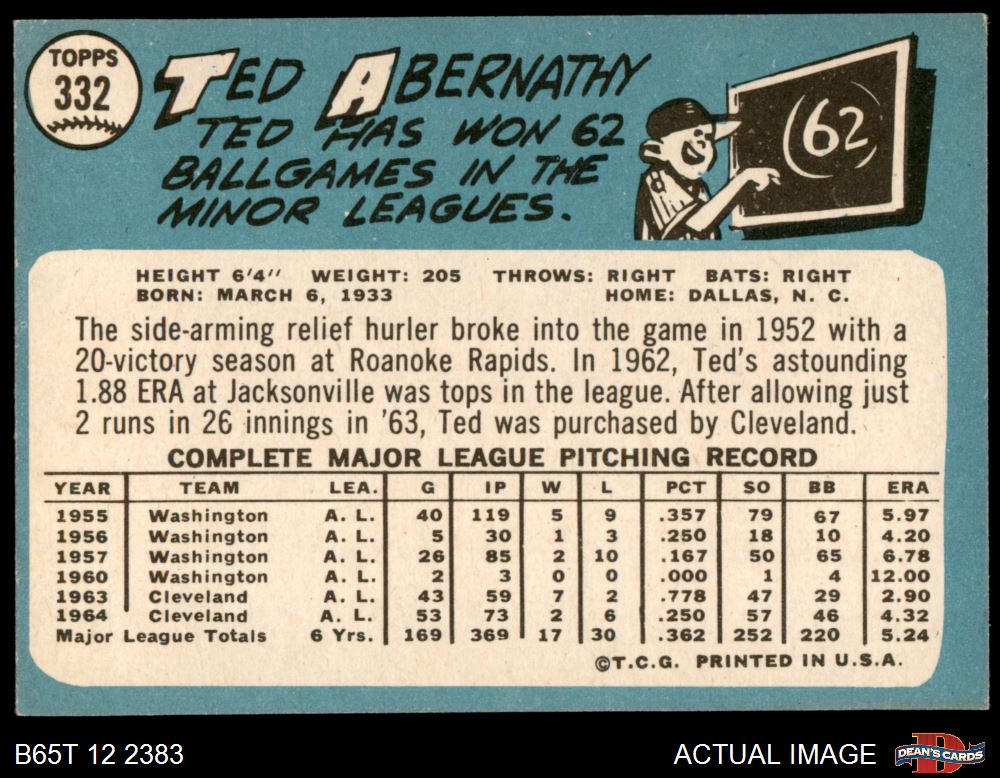 TOPPS
332
TED ABERNATHY
TED HAS WON 62
BALLGAMES IN THE
MINOR LEAGUES.
(62)
HEIGHT 6'4" WEIGHT: 205 THROWS: RIGHT BATS: RIGHT
BORN: MARCH 6, 1933 HOME: DALLAS, N. C.
The side-arming relief hurler broke into the game in 1952 with a
20-victory season at Roanoke Rapids. In 1962, Ted's astounding
1.88 ERA at Jacksonville was tops in the league. After allowing just
2 runs in 26 innings in '63, Ted was purchased by Cleveland.
COMPLETE MAJOR LEAGUE PITCHING RECORD
YEAR TEAM LEA. G IP W L PCT SO BB ERA
1955 Washington A. L. 40 119 5 9 .357 79 67 5.97
1956 Washington A. L. 5 30 1 3 .250 18 10 4.20
1957 Washington A. L. 26 85 2 10 .167 50 65 6.78
1960 Washington A. L. 2 3 0 0 .000 1 4 12.00
1963 Cleveland A. L. 43 59 7 2 .778 47 29 2.90
1964 Cleveland A. L. 53 73 2 6 .250 57 46 4.32
Major League Totals 6 Yrs. 169 369 17 30 .362 252 220 5.24
©T.C.G. PRINTED IN U.S.A.
B65T 12 2383 ACTUAL IMAGE DEAN'S CARDS